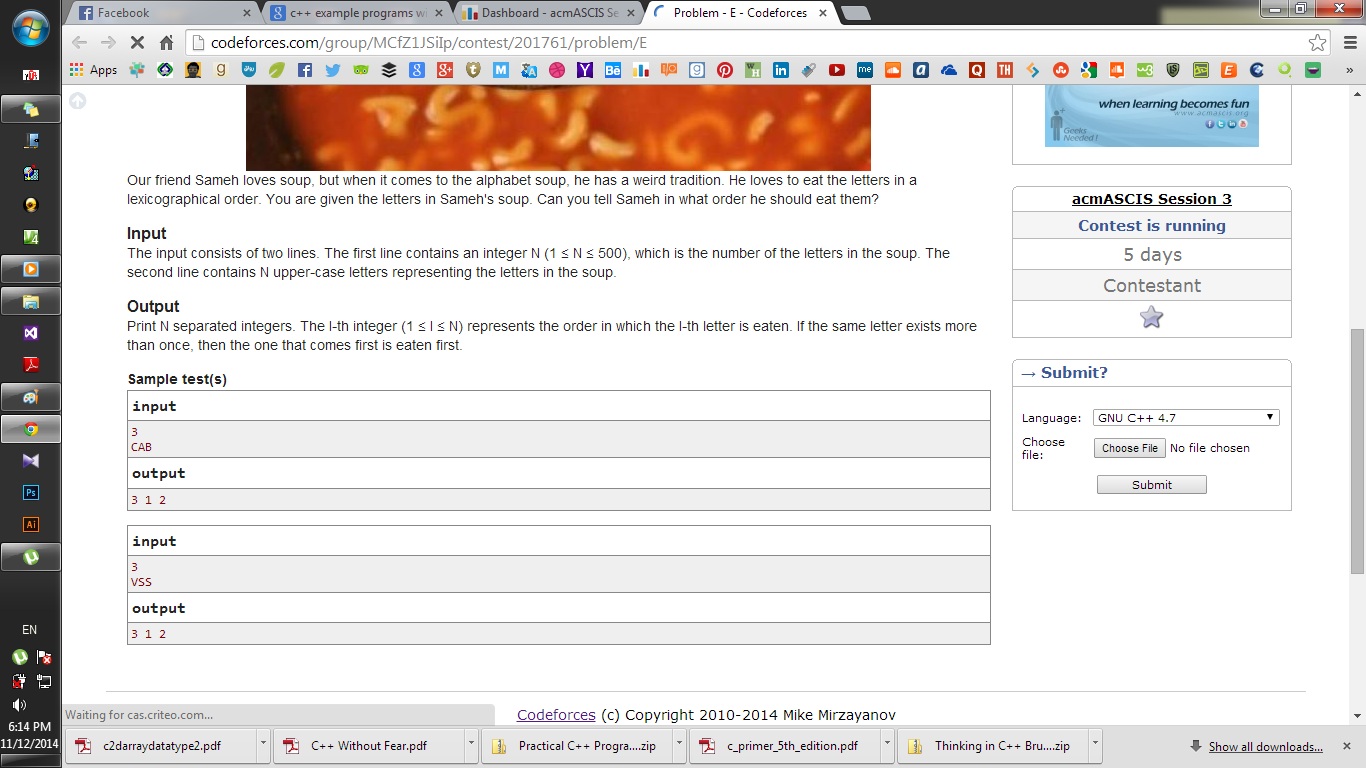 Facebook
c++ example programs wi
Dashboard - acmASCIS Se
Problem - E - Codeforces
codeforces.com/group/MCfZ1JSiIp/contest/201761/problem/E
Apps
»
when learning becomes fun
www.acmascis.org
Geeks
Needed !
Our friend Sameh loves soup, but when it comes to the alphabet soup, he has a weird tradition. He loves to eat the letters in a
lexicographical order. You are given the letters in Sameh's soup. Can you tell Sameh in what order he should eat them?
Input
The input consists of two lines. The first line contains an integer N (1 ≤ N ≤ 500), which is the number of the letters in the soup. The
second line contains N upper-case letters representing the letters in the soup.
Output
Print N separated integers. The I-th integer (1 ≤ I ≤ N) represents the order in which the I-th letter is eaten. If the same letter exists more
than once, then the one that comes first is eaten first.
Sample test(s)
input
3
CAB
output
3 1 2
input
3
VSS
output
3 1 2
acmASCIS Session 3
Contest is running
5 days
Contestant
→ Submit?
Language:
GNU C++ 4.7
Choose
file:
Choose File
No file chosen
Submit
Waiting for cas.criteo.com...
Codeforces (c) Copyright 2010-2014 Mike Mirzayanov
EN
6:14 PM
11/12/2014
c2darraydatatype2.pdf
C++ Without Fear.pdf
Practical C++ Progra....zip
c_primer_5th_edition.pdf
Thinking in C++ Bru....zip
Show all downloads...